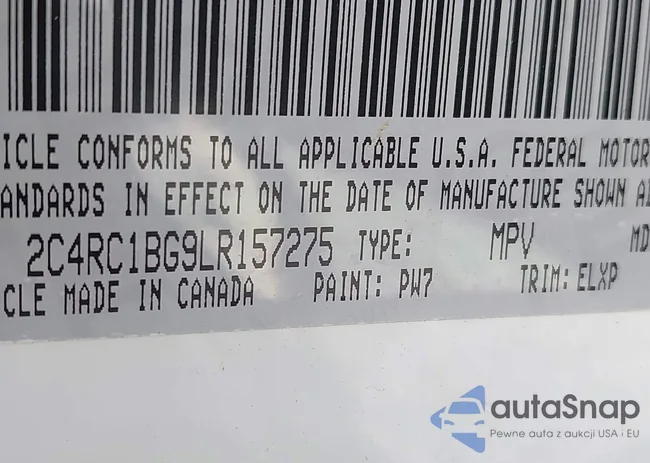 ICLE CONFORMS TO ALL APPLICABLE U.S.A. FEDERAL MOTOR
ANDARDS IN EFFECT ON THE DATE OF MANUFACTURE SHOWN A
2C4RC1BG9LR157275 TYPE: MPV MD
CLE MADE IN CANADA PAINT: PW7 TRIM: ELXP
autaSnap
Pewne auta z aukcji USA i EU